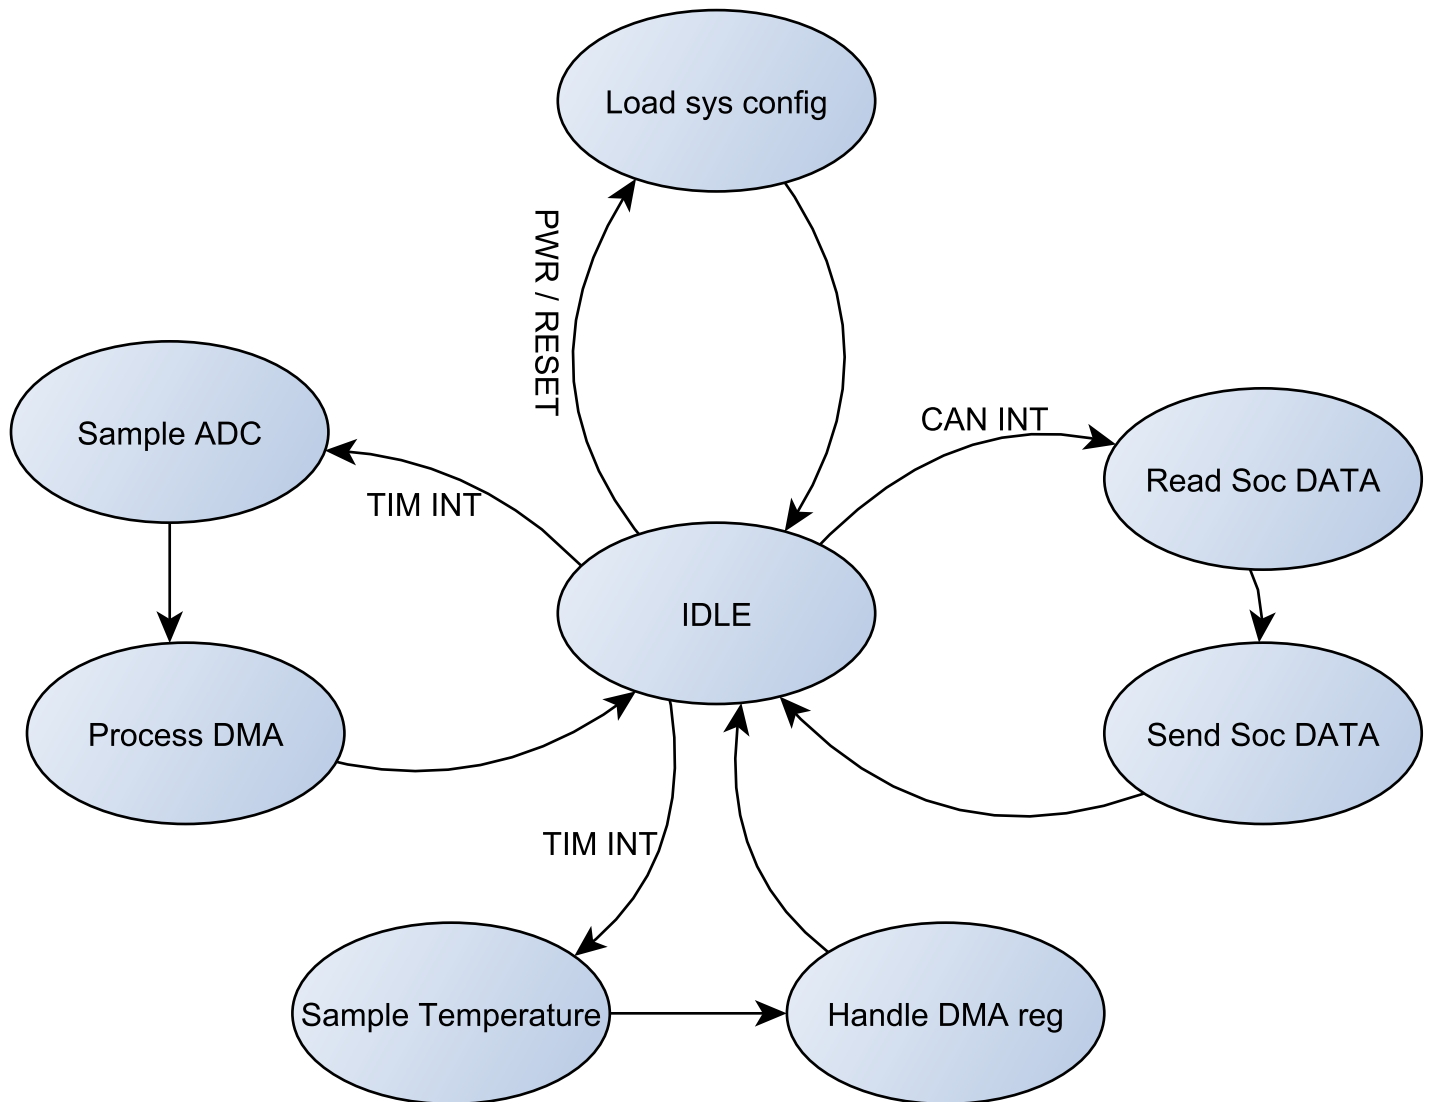 Load sys config
PWR / RESET
CAN INT
Sample ADC
Read Soc DATA
TIM INT
IDLE
Process DMA
Send Soc DATA
TIM INT
Sample Temperature
Handle DMA reg